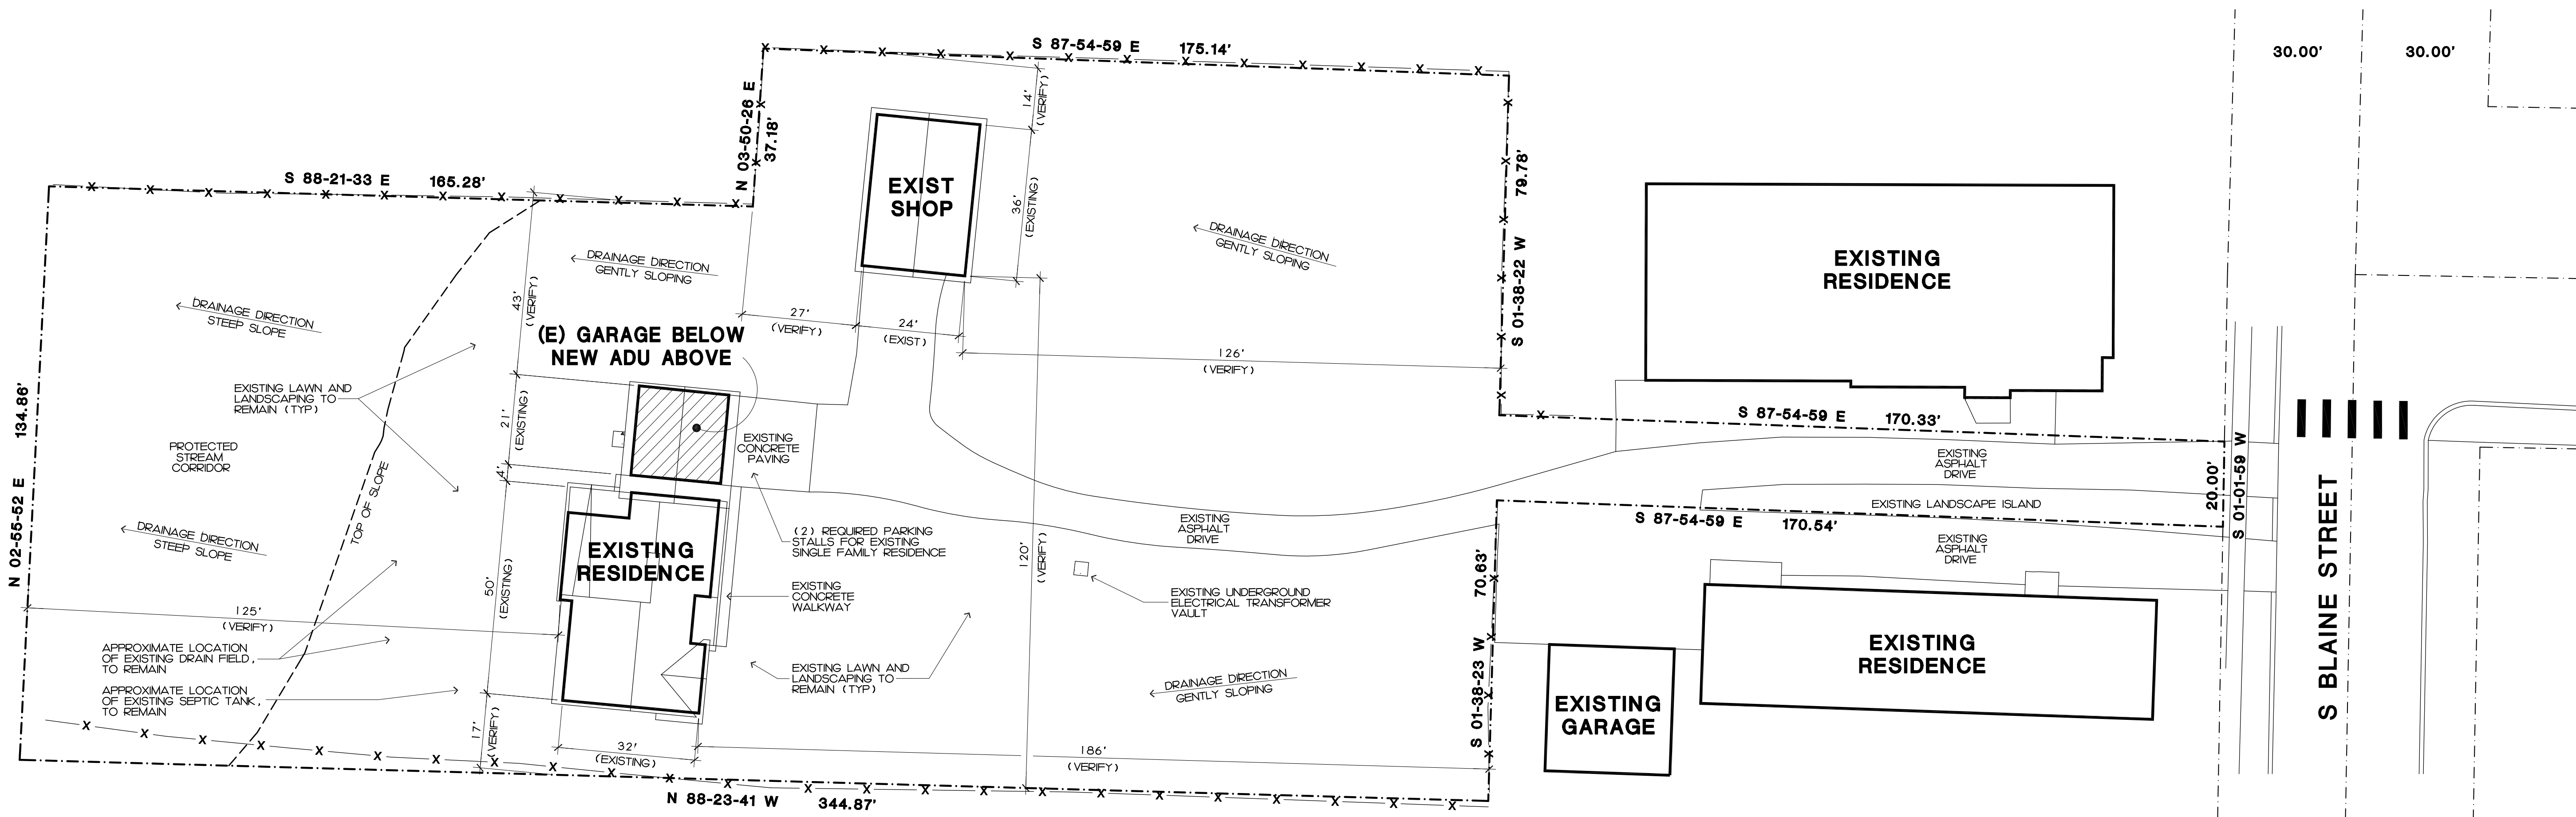 30.00'
30.00'
S 87-54-59 E 175.14'
N 03-50-26 E
37.18'
14'
(VERIFY)
S 88-21-33 E 165.28'
EXIST
SHOP
36'
(EXISTING)
79.78'
S 01-38-22 W
DRAINAGE DIRECTION
GENTLY SLOPING
DRAINAGE DIRECTION
GENTLY SLOPING
DRAINAGE DIRECTION
STEEP SLOPE
43'
(VERIFY)
27'
(VERIFY)
24'
(EXIST)
126'
(VERIFY)
EXISTING
RESIDENCE
(E) GARAGE BELOW
NEW ADU ABOVE
EXISTING LAWN AND
LANDSCAPING TO
REMAIN (TYP)
21'
(EXISTING)
4'
EXISTING
CONCRETE
PAVING
PROTECTED
STREAM
CORRIDOR
134.86'
N 02-55-52 E
TOP OF SLOPE
S 87-54-59 E 170.33'
EXISTING
ASPHALT
DRIVE
EXISTING LANDSCAPE ISLAND
20.00'
S 01-01-59 W
S 87-54-59 E 170.54'
EXISTING
ASPHALT
DRIVE
EXISTING
ASPHALT
DRIVE
S BLAINE STREET
DRAINAGE DIRECTION
STEEP SLOPE
(2) REQUIRED PARKING
STALLS FOR EXISTING
SINGLE FAMILY RESIDENCE
EXISTING
RESIDENCE
50'
(EXISTING)
EXISTING
CONCRETE
WALKWAY
120'
(VERIFY)
EXISTING UNDERGROUND
ELECTRICAL TRANSFORMER
VAULT
70.63'
S 01-38-23 W
125'
(VERIFY)
APPROXIMATE LOCATION
OF EXISTING DRAIN FIELD,
TO REMAIN
APPROXIMATE LOCATION
OF EXISTING SEPTIC TANK,
TO REMAIN
EXISTING LAWN AND
LANDSCAPING TO
REMAIN (TYP)
DRAINAGE DIRECTION
GENTLY SLOPING
EXISTING
RESIDENCE
EXISTING
GARAGE
17'
(VERIFY)
32'
(EXISTING)
186'
(VERIFY)
N 88-23-41 W 344.87'